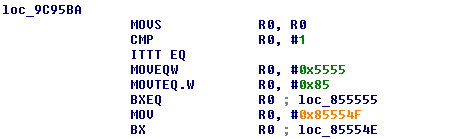 loc_9C95BA
MOVS R0, R0
CMP R0, #1
ITTT EQ
MOVEQW R0, #0x5555
MOVTEQ.W R0, #0x85
BXEQ R0 ; loc_855555
MOV R0, #0x85554F
BX R0 ; loc_85554E